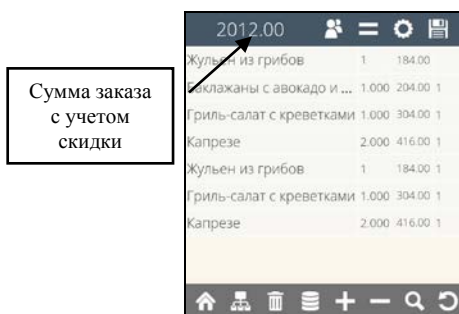 2012.00
Жульен из грибов 1 184.00
Баклажаны с авокадо и ... 1.000 204.00 1
Гриль-салат с креветками 1.000 304.00 1
Капрезе 2.000 416.00 1
Жульен из грибов 1 184.00 1
Гриль-салат с креветками 1.000 304.00 1
Капрезе 2.000 416.00 1
Сумма заказа
с учетом
скидки